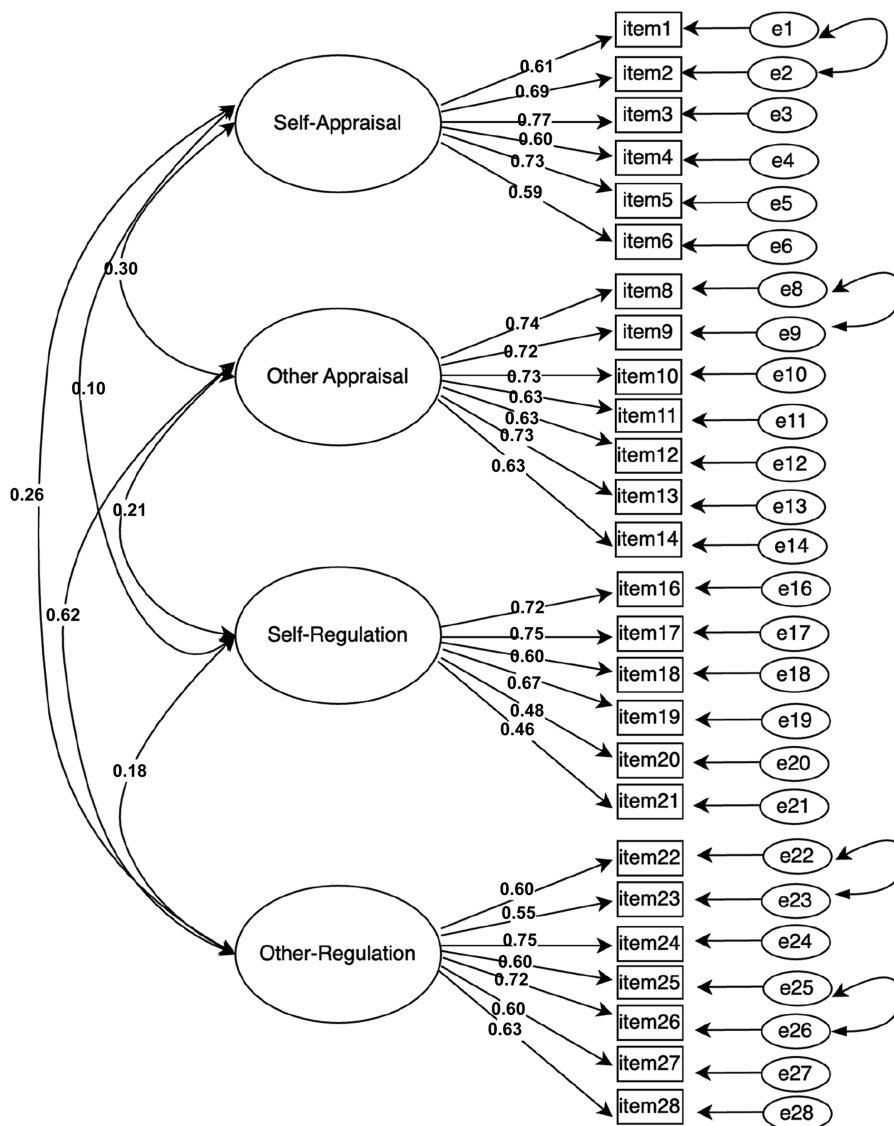 item1
e1
0.61
item2
e2
0.69
Self-Appraisal
0.77
item3
e3
0.60
item4
e4
0.73
item5
e5
0.59
item6
e6
0.30
item8
e8
0.74
item9
e9
0.72
Other Appraisal
0.73
item10
e10
0.10
0.63
item11
e11
0.63
item12
e12
0.73
item13
e13
0.63
item14
e14
0.26
0.21
item16
e16
0.72
0.62
Self-Regulation
0.75
item17
e17
0.60
item18
e18
0.67
item19
e19
0.48
item20
e20
0.46
item21
e21
0.18
item22
e22
0.60
item23
e23
0.55
Other-Regulation
0.75
item24
e24
0.60
item25
e25
0.72
item26
e26
0.60
item27
e27
0.63
item28
e28